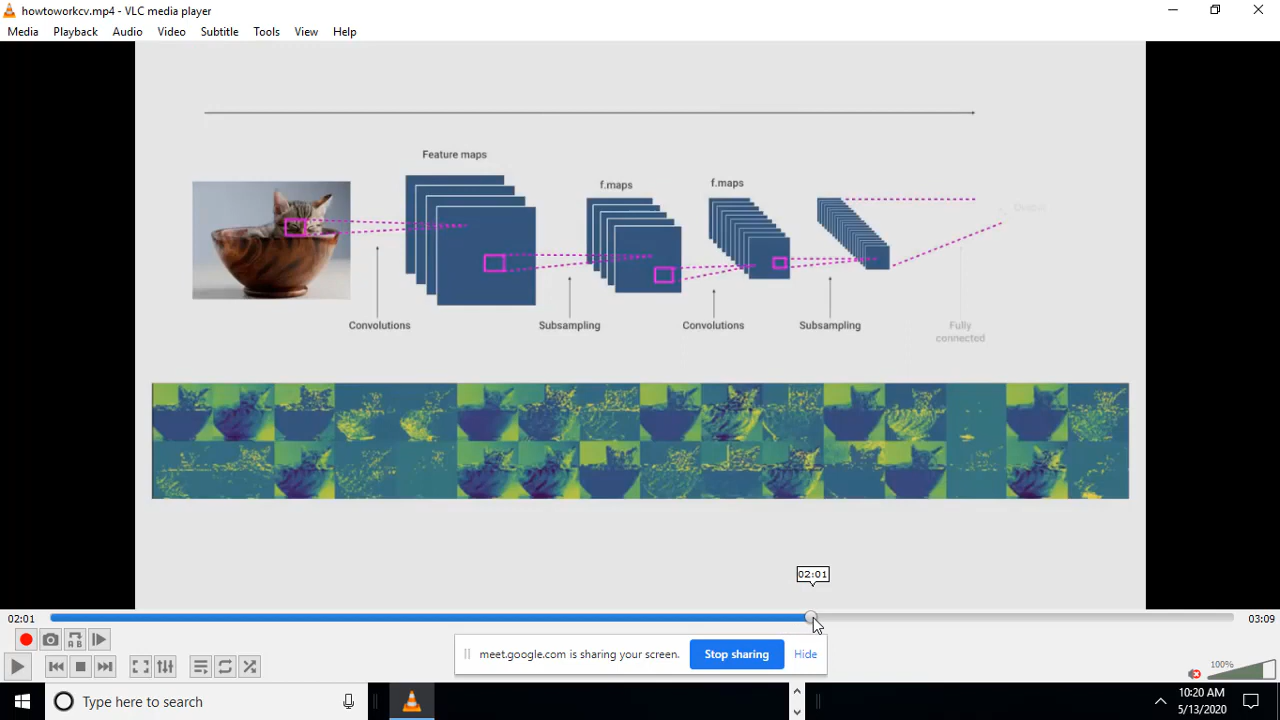 howtoworkcv.mp4 - VLC media player
Media Playback Audio Video Subtitle Tools View Help
Feature maps
f.maps
f.maps
Output
Convolutions
Subsampling
Convolutions
Subsampling
Fully
connected
02:01
02:01
03:09
A B
meet.google.com is sharing your screen.
Stop sharing
Hide
100%
Type here to search
10:20 AM
5/13/2020